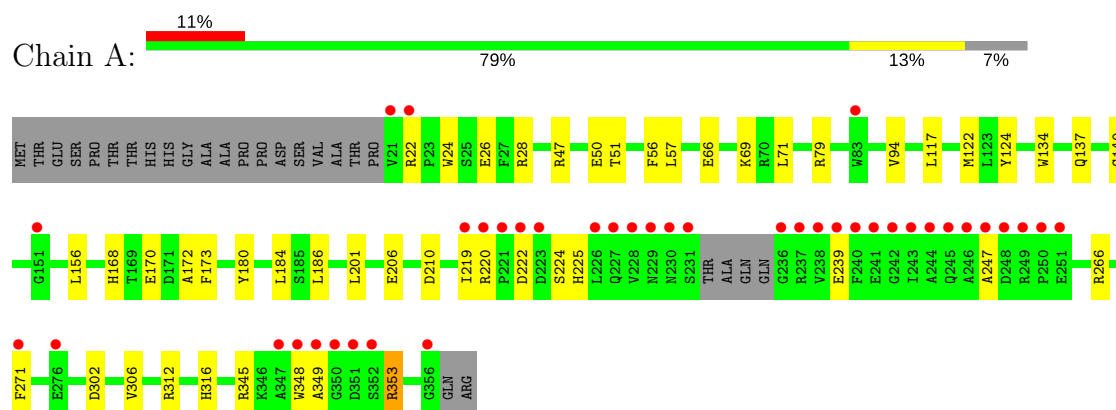 11%
Chain A:
79% 13% 7%
MET THR GLU SER PRO THR THR HIS HIS GLY ALA ALA PRO PRO ASP SER VAL ALA THR PRO V21 R22 P23 W24 S25 E26 F27 R28 R47 E50 T51 F56 L57 E66 K69 R70 L71 R79 W83 V94 L117 M122 L123 Y124 W134 Q137
G151 L156 H168 T169 E170 D171 A172 F173 Y180 L184 S185 L186 L201 E206 D210 I219 R220 P221 D222 D223 S224 H225 L226 Q227 V228 N229 N230 S231 THR ALA GLN GLN G236 R237 V238 E239 F240 E241 G242 I243 A244 Q245 A246 A247 D248 R249 P250 E251 R266
F271 E276 D302 V306 R312 H316 R345 K346 A347 W348 A349 G350 D351 S352 R353 G356 GLN ARG